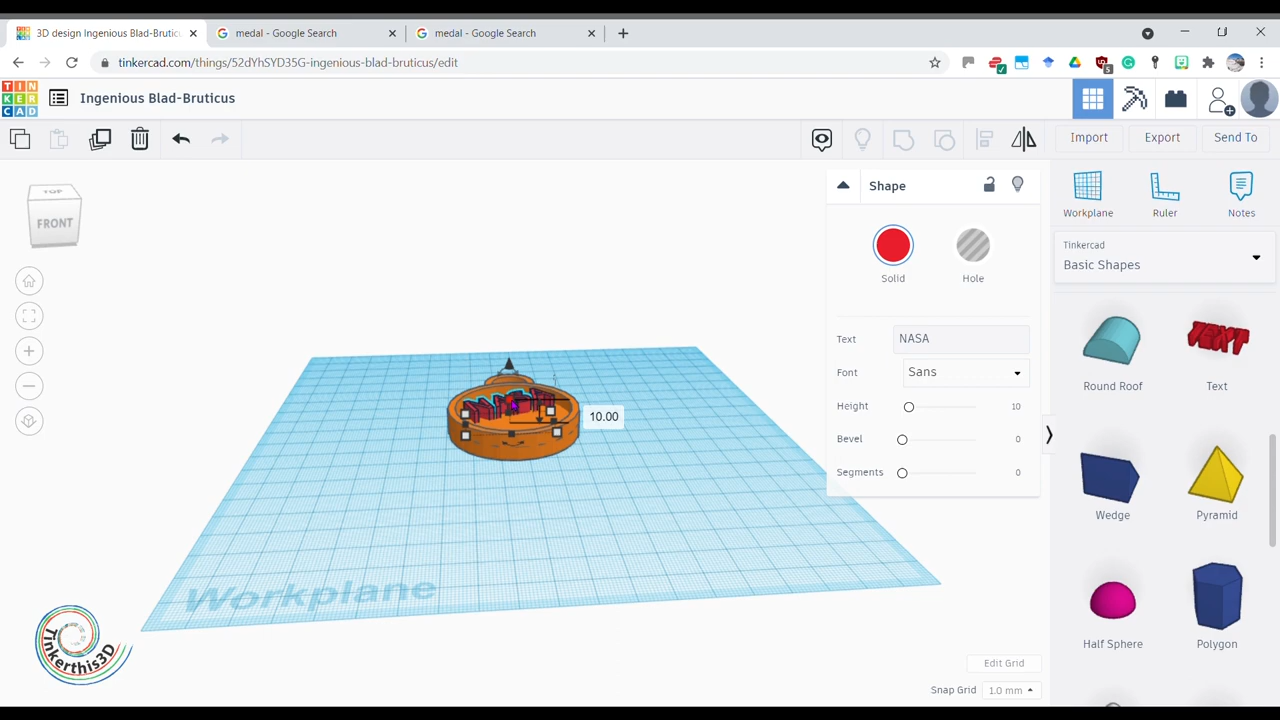 3D design Ingenious Blad-Brutic
medal - Google Search
medal - Google Search
tinkercad.com/things/52dYhSYD35G-ingenious-blad-bruticus/edit
5
TIN
KER
CAD
Ingenious Blad-Bruticus
Import
Export
Send To
TOP
FRONT
Shape
Solid
Hole
Text
NASA
Font
Sans
Height
10
Bevel
0
Segments
0
10.00
Workplane
Ruler
Notes
Tinkercad
Basic Shapes
TEXT
Round Roof
Text
Wedge
Pyramid
Half Sphere
Polygon
Workplane
Tinkerthis3D
Edit Grid
Snap Grid
1.0 mm